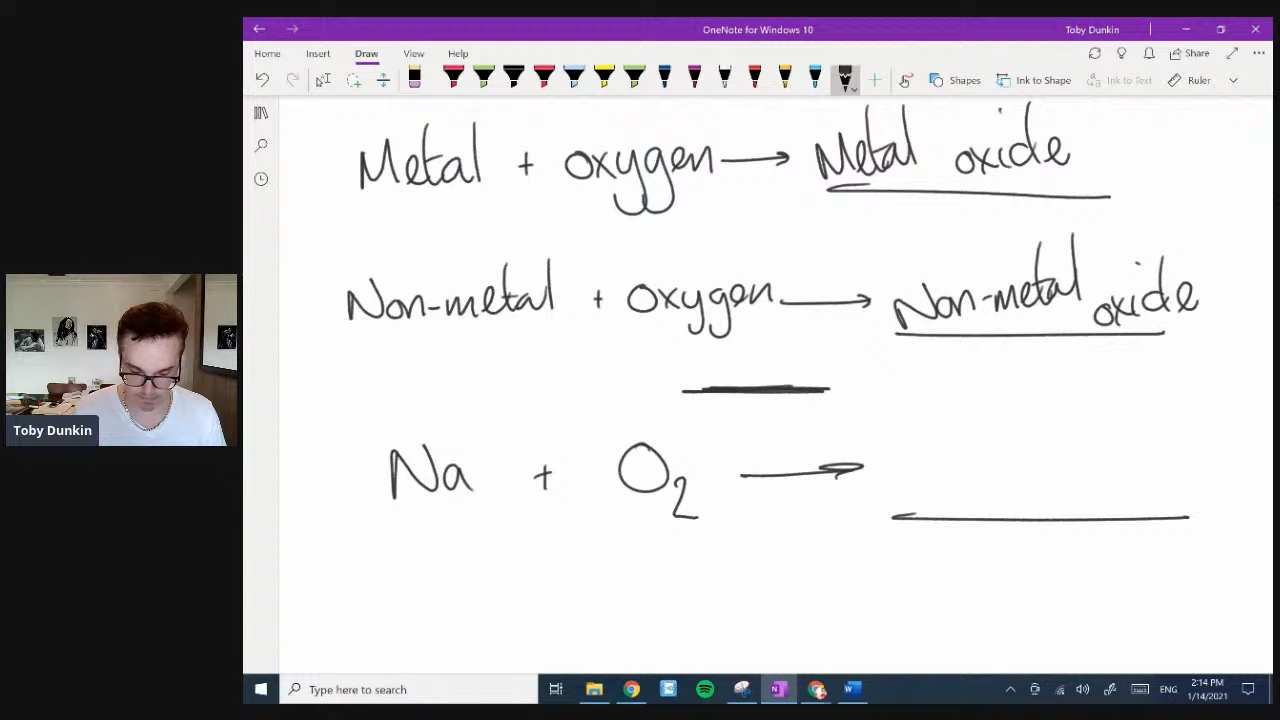 OneNote for Windows 10
Toby Dunkin
Home Insert Draw View Help
Share
Shapes
Ink to Shape
Ink to Text
Ruler
Metal + oxygen → Metal oxide
Non-metal + Oxygen → Non-metal oxide
Na + O2 →
Toby Dunkin
Type here to search
ENG
2:14 PM
1/14/2021